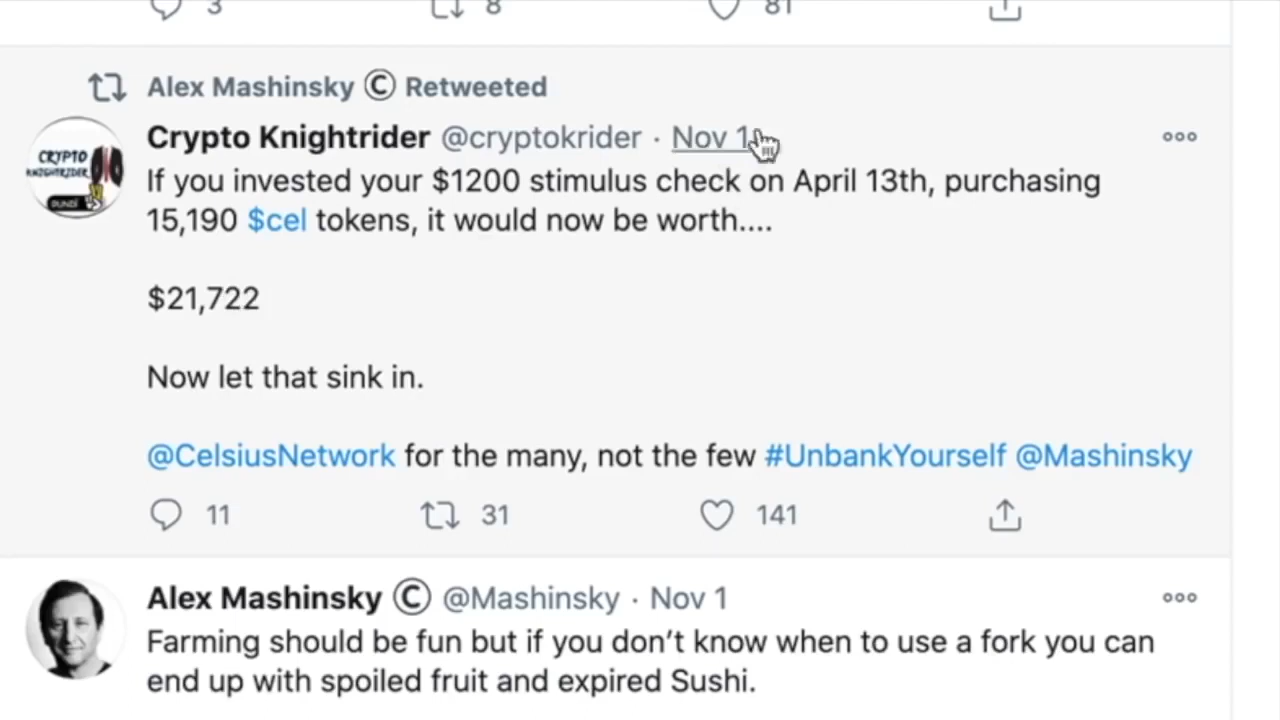 3 8 81
Alex Mashinsky Ⓒ Retweeted
Crypto Knightrider @cryptokrider · Nov 1
If you invested your $1200 stimulus check on April 13th, purchasing
15,190 $cel tokens, it would now be worth....
$21,722
Now let that sink in.
@CelsiusNetwork for the many, not the few #UnbankYourself @Mashinsky
11 31 141
CRYPTO
KNIGHTRIDER
Alex Mashinsky Ⓒ @Mashinsky · Nov 1
Farming should be fun but if you don’t know when to use a fork you can
end up with spoiled fruit and expired Sushi.